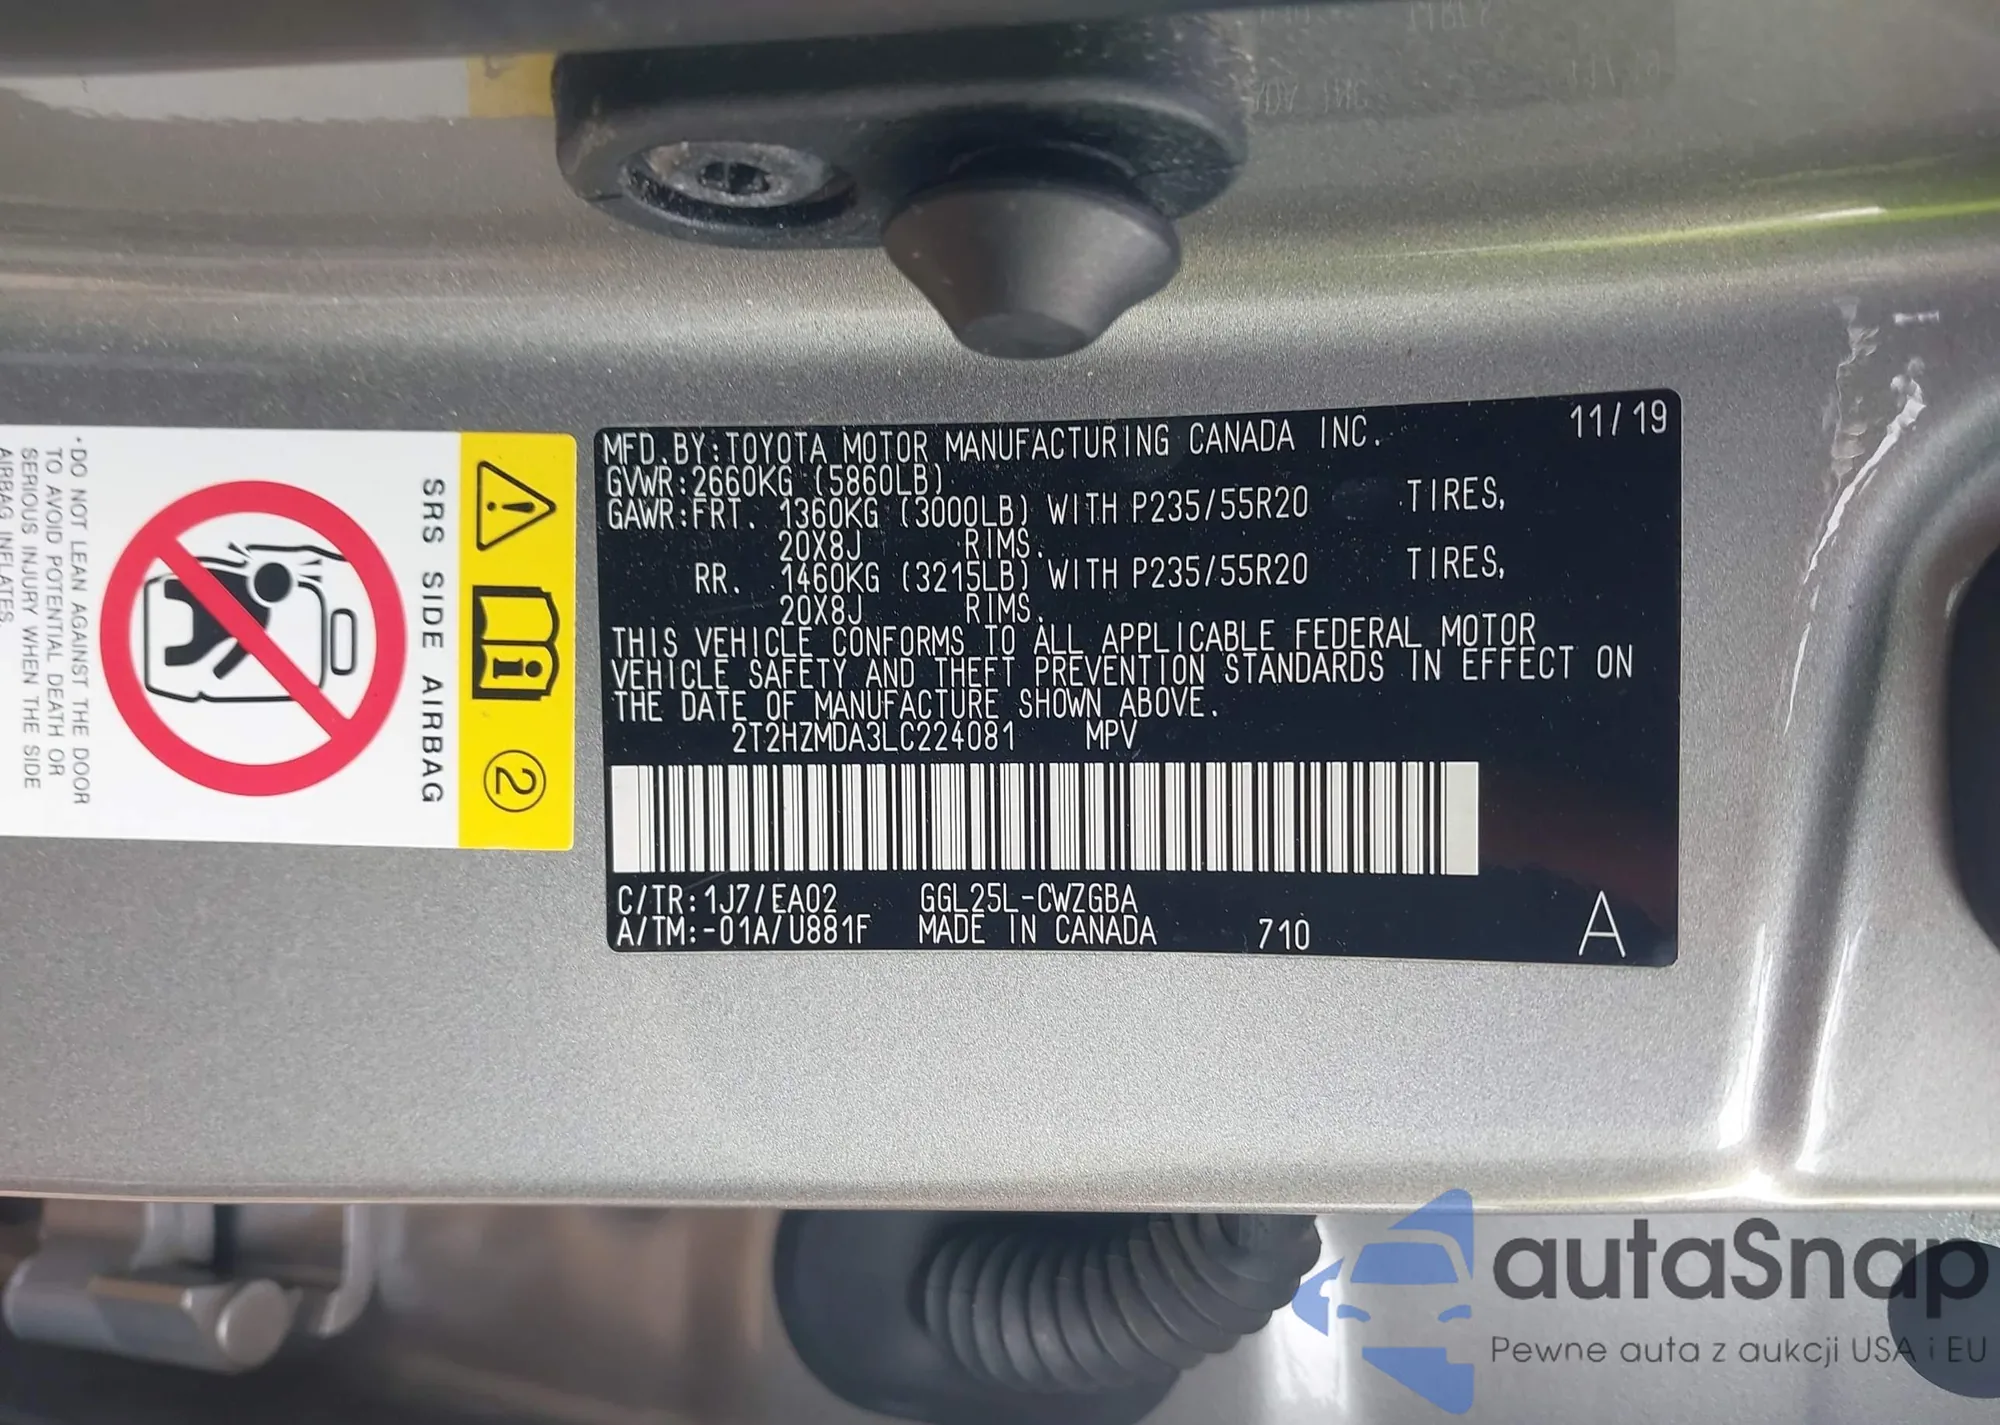 MFD.BY:TOYOTA MOTOR MANUFACTURING CANADA INC. 11/19
GVWR:2660KG (5860LB)
GAWR:FRT. 1360KG (3000LB) WITH P235/55R20 TIRES,
20X8J RIMS.
RR. 1460KG (3215LB) WITH P235/55R20 TIRES,
20X8J RIMS.
THIS VEHICLE CONFORMS TO ALL APPLICABLE FEDERAL MOTOR
VEHICLE SAFETY AND THEFT PREVENTION STANDARDS IN EFFECT ON
THE DATE OF MANUFACTURE SHOWN ABOVE.
2T2HZMDA3LC224081 MPV
C/TR:1J7/EA02 GGL25L-CWZGBA
A/TM:-01A/U881F MADE IN CANADA 710 A
2
SRS SIDE AIRBAG
•DO NOT LEAN AGAINST THE DOOR
TO AVOID POTENTIAL DEATH OR
SERIOUS INJURY WHEN THE SIDE
AIRBAG INFLATES.
autaSnap
Pewne auta z aukcji USA i EU